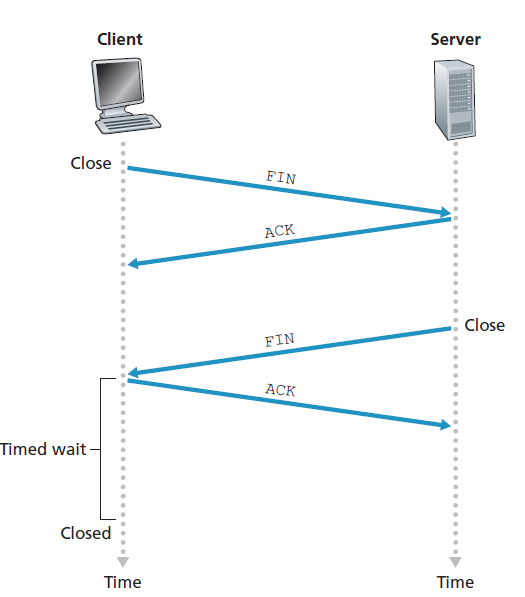 Client
Server
Close
FIN
ACK
Close
FIN
ACK
Timed wait
Closed
Time
Time